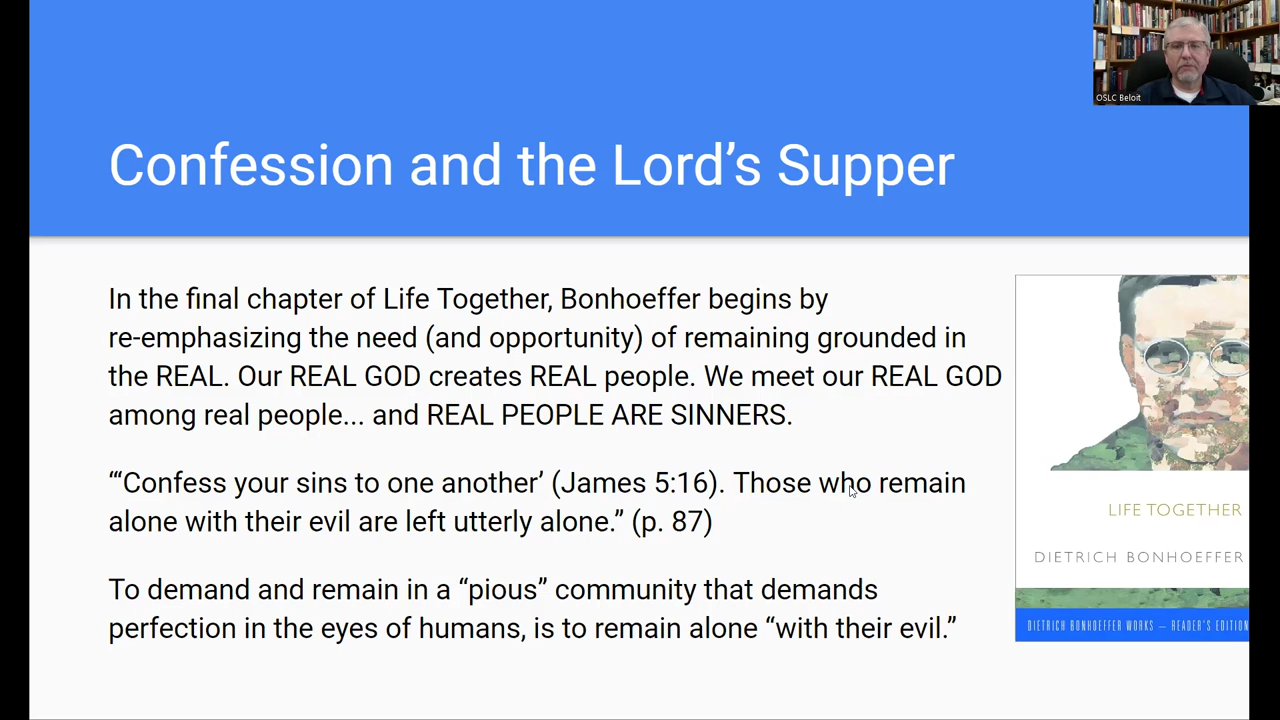 OSLC Beloit
Confession and the Lord’s Supper
In the final chapter of Life Together, Bonhoeffer begins by
re-emphasizing the need (and opportunity) of remaining grounded in
the REAL. Our REAL GOD creates REAL people. We meet our REAL GOD
among real people... and REAL PEOPLE ARE SINNERS.
“‘Confess your sins to one another’ (James 5:16). Those who remain
alone with their evil are left utterly alone.” (p. 87)
To demand and remain in a “pious” community that demands
perfection in the eyes of humans, is to remain alone “with their evil.”
LIFE TOGETHER
DIETRICH BONHOEFFER
DIETRICH BONHOEFFER WORKS — READER'S EDITION